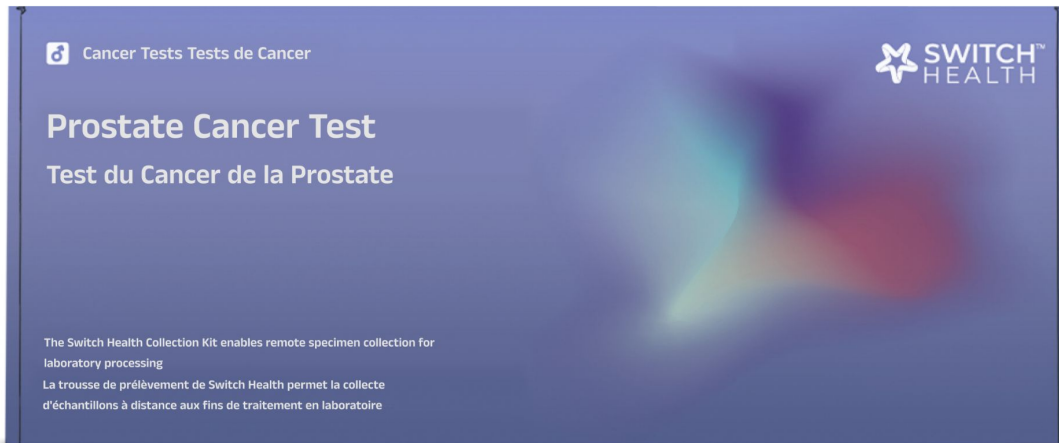 Cancer Tests Tests de Cancer
SWITCH™
HEALTH
Prostate Cancer Test
Test du Cancer de la Prostate
The Switch Health Collection Kit enables remote specimen collection for
laboratory processing
La trousse de prélèvement de Switch Health permet la collecte
d'échantillons à distance aux fins de traitement en laboratoire